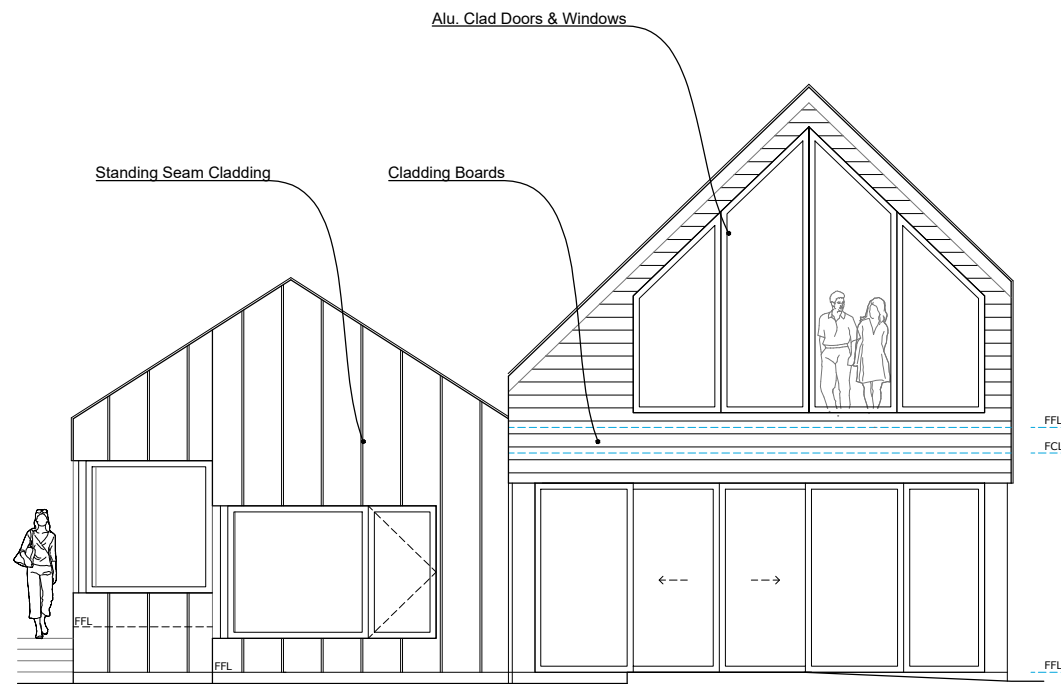 Alu. Clad Doors & Windows
Standing Seam Cladding
Cladding Boards
FFL
FCL
FFL
FFL
FFL